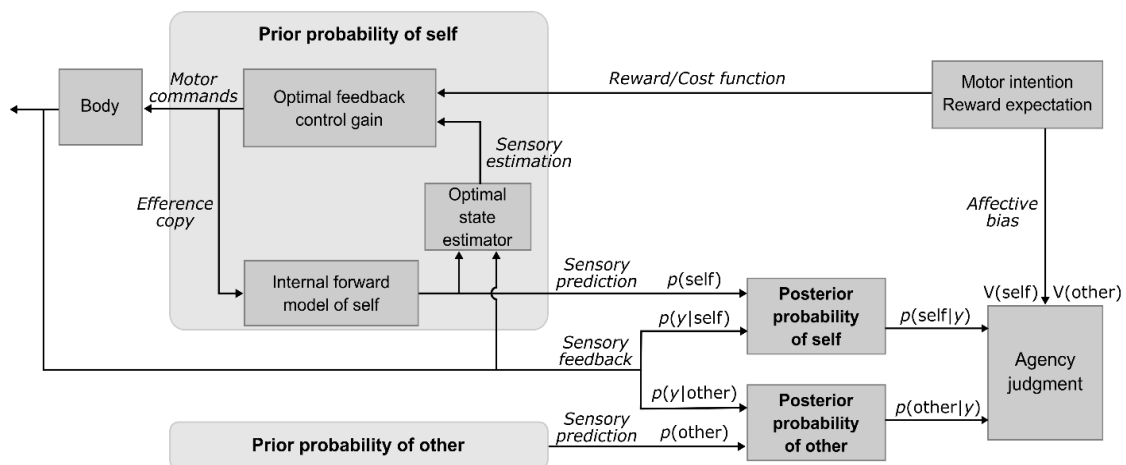 Prior probability of self
Body
Motor
commands
Optimal feedback
control gain
Reward/Cost function
Motor intention
Reward expectation
Sensory
estimation
Efference
copy
Optimal
state
estimator
Affective
bias
Internal forward
model of self
Sensory
prediction
p(self)
Posterior
probability
of self
V(self) V(other)
p(y|self)
p(self|y)
Sensory
feedback
Agency
judgment
p(y|other)
Posterior
probability
of other
p(other|y)
Prior probability of other
Sensory
prediction
p(other)